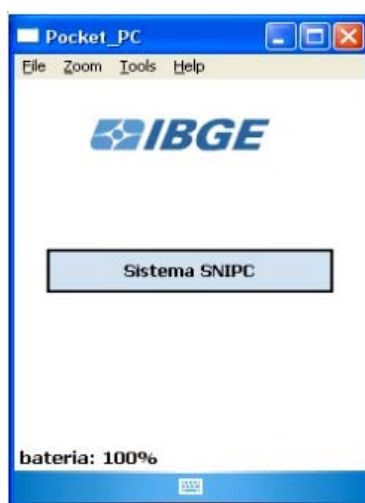 Pocket_PC
File Zoom Tools Help
IBGE
Sistema SNIPC
bateria: 100%